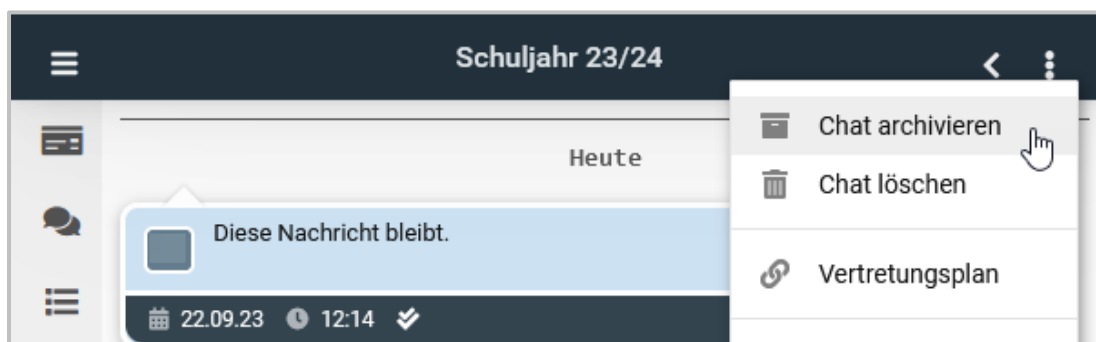 Schuljahr 23/24
Chat archivieren
Heute
Chat löschen
Diese Nachricht bleibt.
Vertretungsplan
22.09.23 12:14